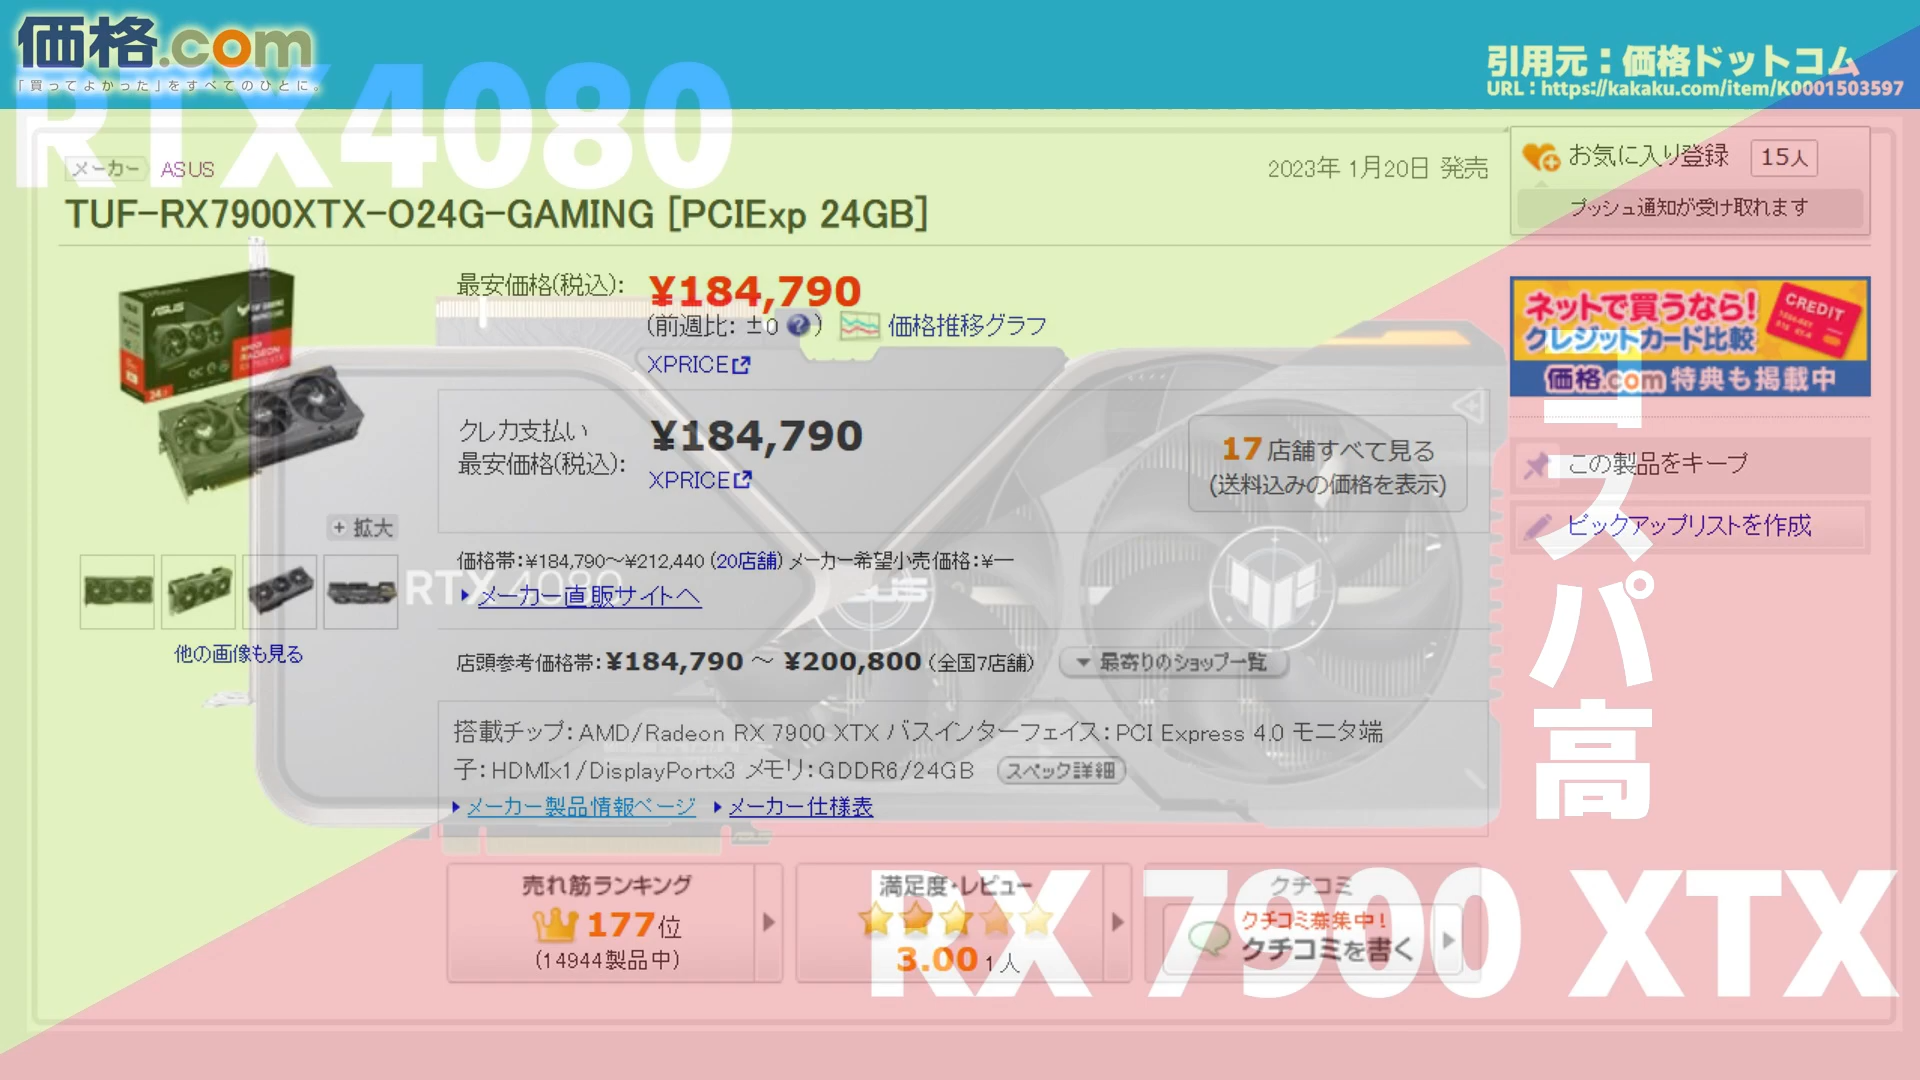 価格.com
「買ってよかった」をすべてのひとに。
引用元：価格ドットコム
URL：https://kakaku.com/item/K0001503597
RTX4080
メーカー ASUS
2023年 1月20日 発売
お気に入り登録 15人
プッシュ通知が受け取れます
TUF-RX7900XTX-O24G-GAMING [PCIExp 24GB]
最安価格(税込): ¥184,790
(前週比: ±0 ) 価格推移グラフ
XPRICE
ネットで買うなら!
クレジットカード比較
CREDIT
価格.com 特典も掲載中
クレカ支払い
最安価格(税込): ¥184,790
XPRICE
17店舗すべて見る
(送料込みの価格を表示)
この製品をキープ
ピックアップリストを作成
コスパ高
+ 拡大
価格帯:¥184,790～¥212,440 (20店舗) メーカー希望小売価格:¥―
RTX 4080
メーカー直販サイトへ
他の画像も見る
店頭参考価格帯:¥184,790 ～ ¥200,800 (全国7店舗) 最寄りのショップ一覧
搭載チップ:AMD/Radeon RX 7900 XTX バスインターフェイス:PCI Express 4.0 モニタ端
子:HDMIx1/DisplayPortx3 メモリ:GDDR6/24GB スペック詳細
メーカー製品情報ページ メーカー仕様表
売れ筋ランキング
177位
(14944製品中)
満足度・レビュー
3.00 1人
クチコミ
クチコミ募集中!
クチコミを書く
RX 7900 XTX